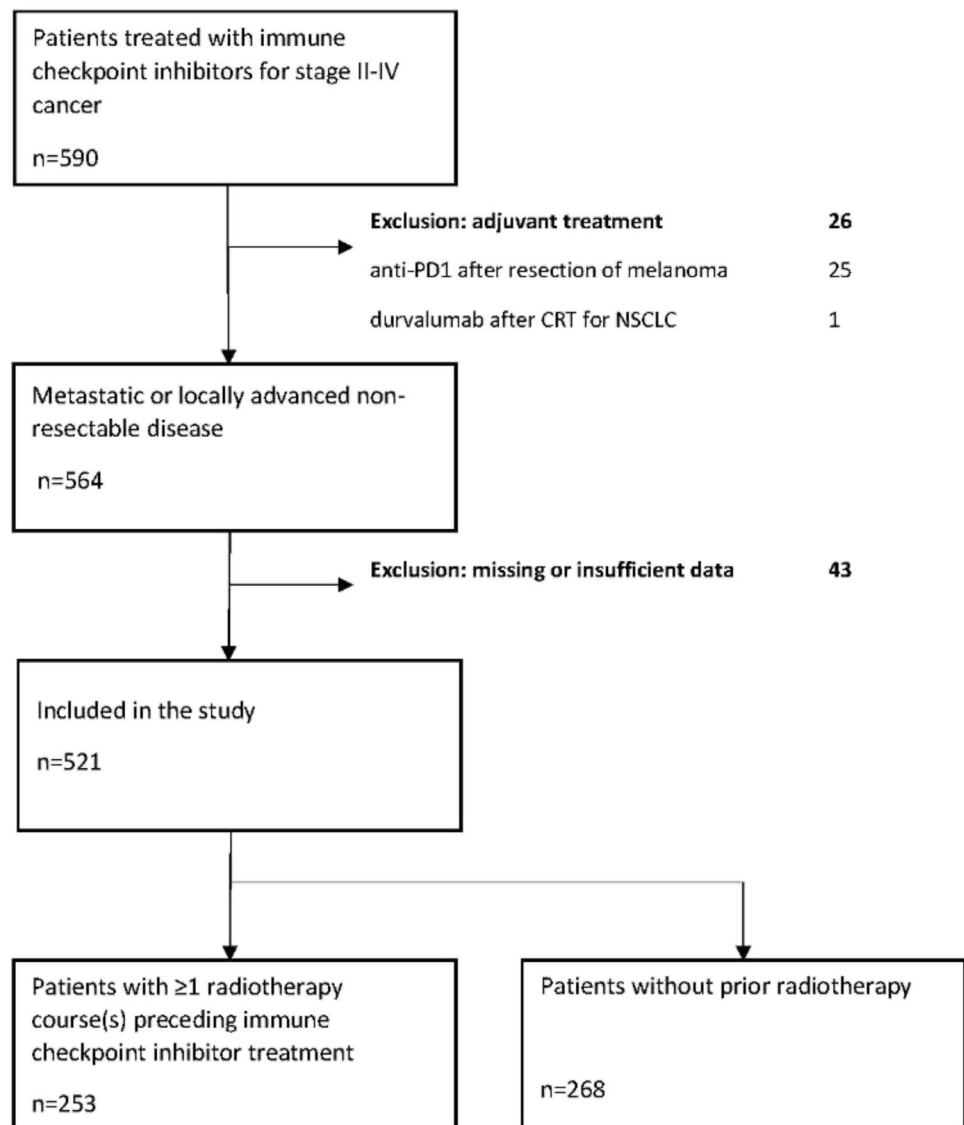 Patients treated with immune
checkpoint inhibitors for stage II-IV
cancer
n=590
Exclusion: adjuvant treatment 26
anti-PD1 after resection of melanoma 25
durvalumab after CRT for NSCLC 1
Metastatic or locally advanced non-
resectable disease
n=564
Exclusion: missing or insufficient data 43
Included in the study
n=521
Patients with ≥1 radiotherapy
course(s) preceding immune
checkpoint inhibitor treatment
n=253
Patients without prior radiotherapy
n=268